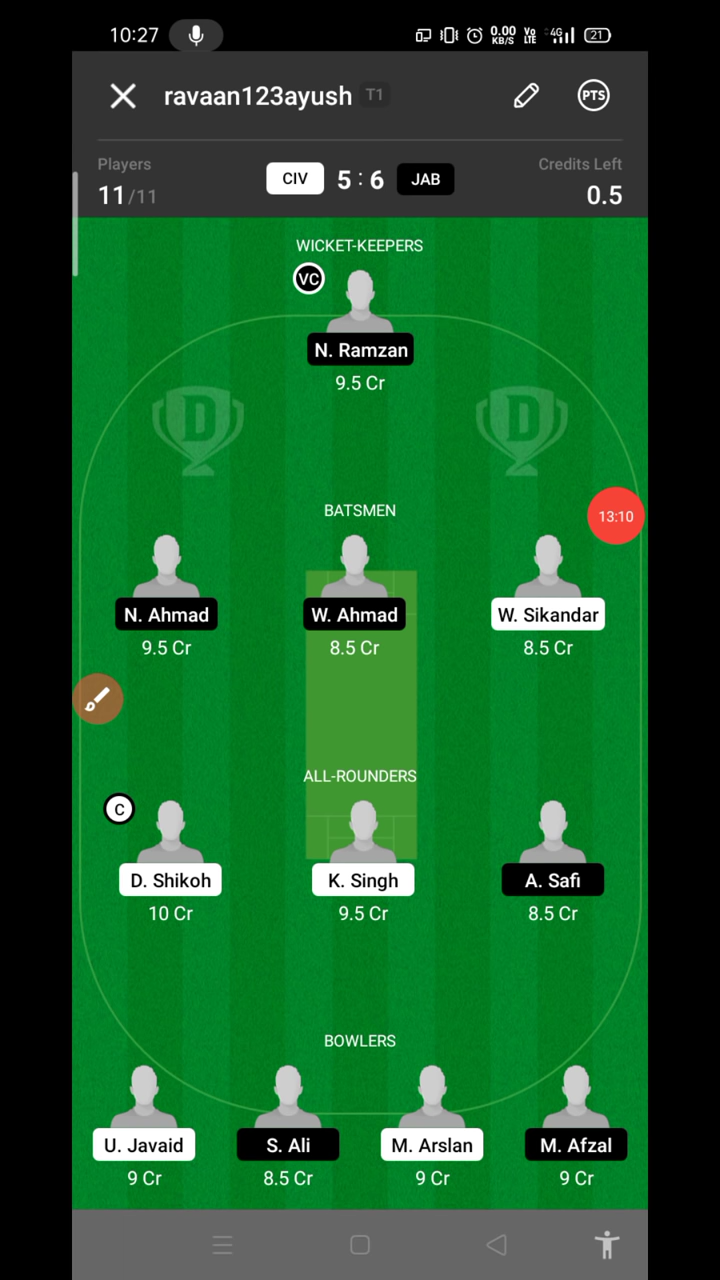 10:27 0.00 KB/S Vo LTE 4G 21
ravaan123ayush T1 PTS
Players Credits Left
11/11 CIV 5 : 6 JAB 0.5
WICKET-KEEPERS
VC
N. Ramzan
9.5 Cr
D D
BATSMEN
13:10
N. Ahmad W. Ahmad W. Sikandar
9.5 Cr 8.5 Cr 8.5 Cr
ALL-ROUNDERS
C
D. Shikoh K. Singh A. Safi
10 Cr 9.5 Cr 8.5 Cr
BOWLERS
U. Javaid S. Ali M. Arslan M. Afzal
9 Cr 8.5 Cr 9 Cr 9 Cr